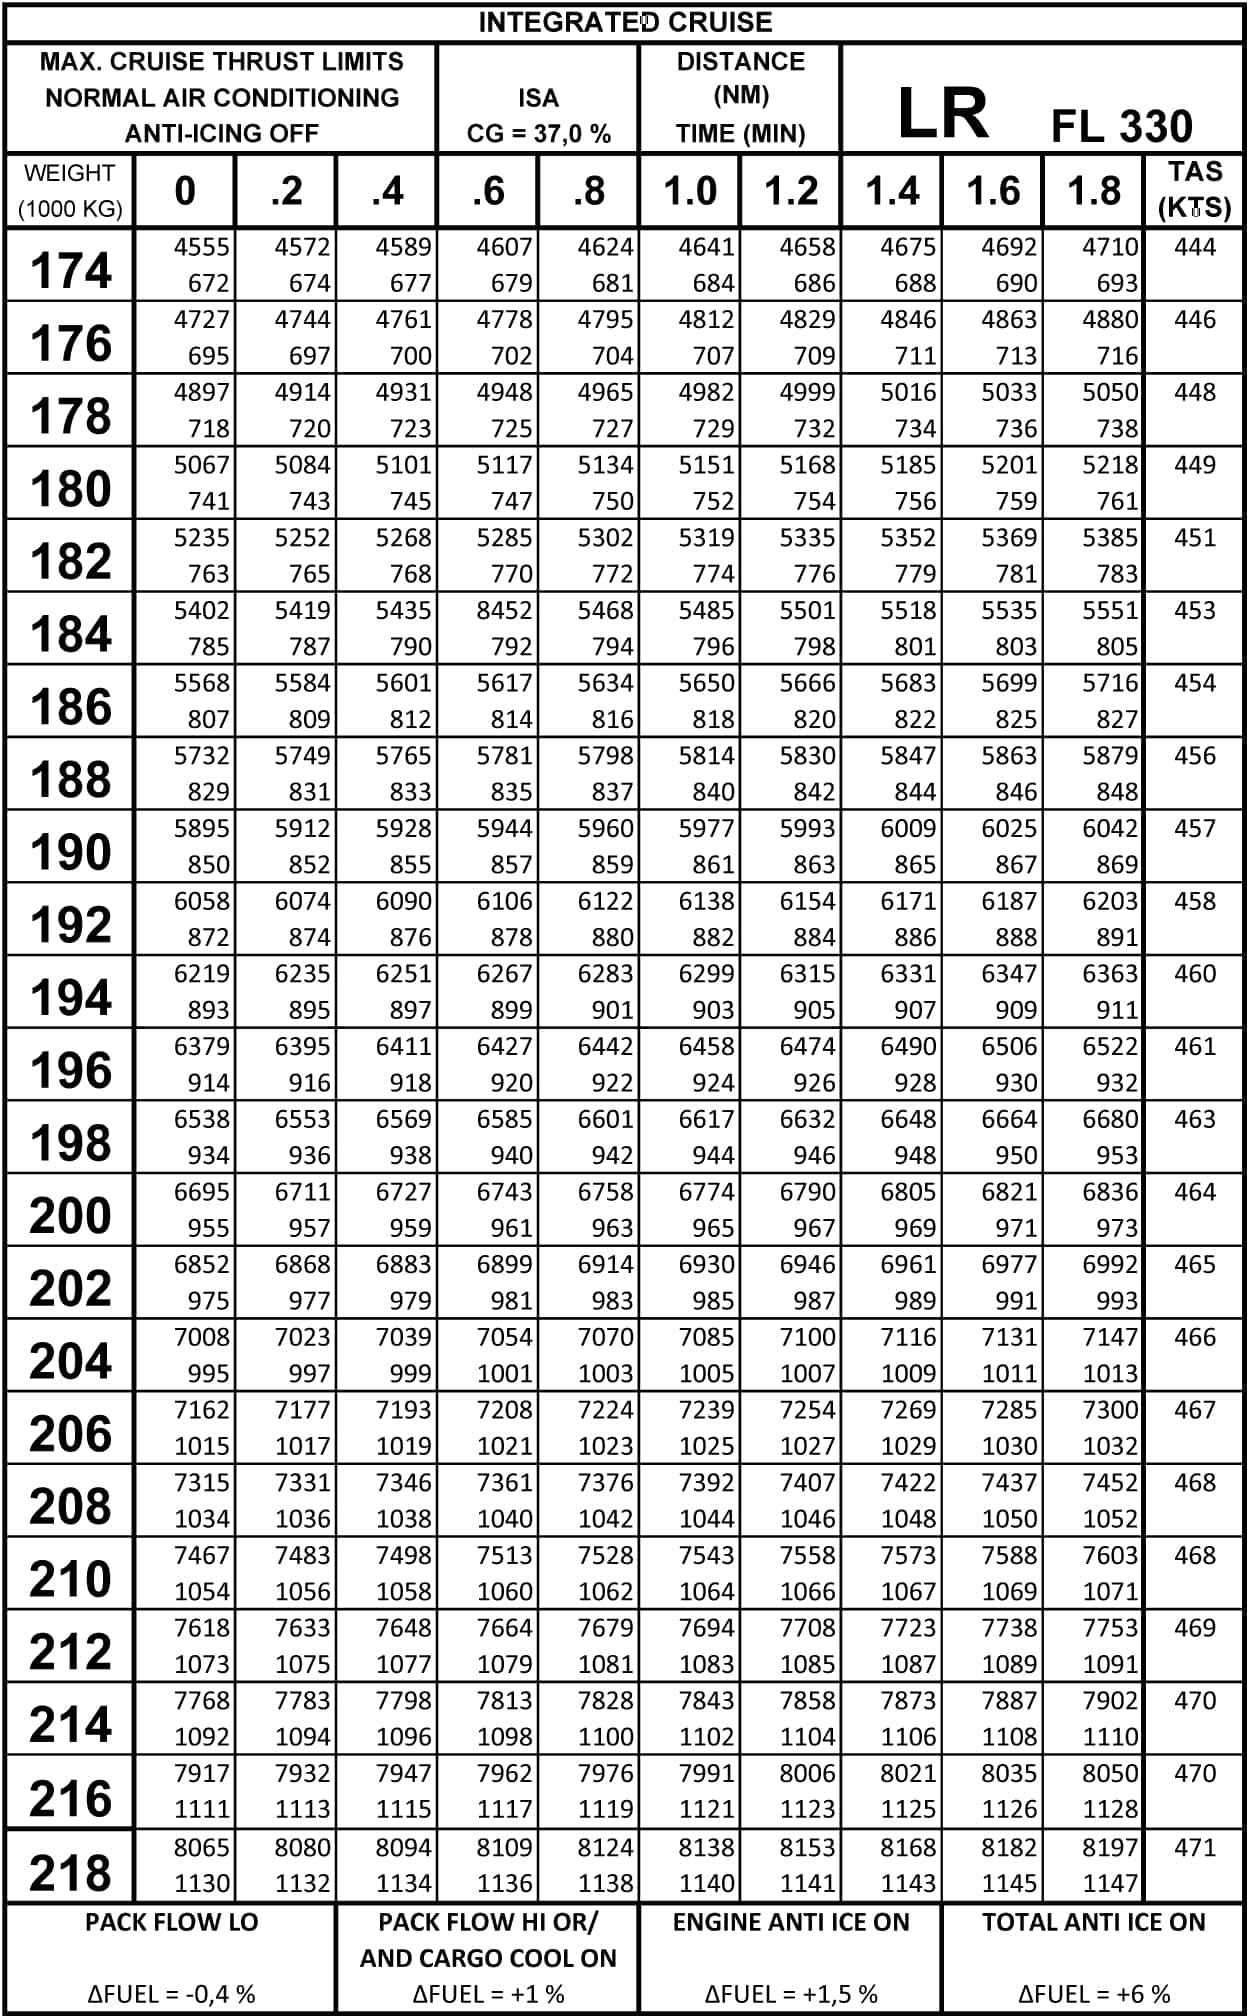 INTEGRATED CRUISE
MAX. CRUISE THRUST LIMITS
NORMAL AIR CONDITIONING
ANTI-ICING OFF
ISA
CG = 37,0 %
DISTANCE
(NM)
TIME (MIN)
LR FL 330
WEIGHT
(1000 KG)
0 .2 .4 .6 .8 1.0 1.2 1.4 1.6 1.8
TAS
(KTS)
174 4555 4572 4589 4607 4624 4641 4658 4675 4692 4710 444
672 674 677 679 681 684 686 688 690 693
176 4727 4744 4761 4778 4795 4812 4829 4846 4863 4880 446
695 697 700 702 704 707 709 711 713 716
178 4897 4914 4931 4948 4965 4982 4999 5016 5033 5050 448
718 720 723 725 727 729 732 734 736 738
180 5067 5084 5101 5117 5134 5151 5168 5185 5201 5218 449
741 743 745 747 750 752 754 756 759 761
182 5235 5252 5268 5285 5302 5319 5335 5352 5369 5385 451
763 765 768 770 772 774 776 779 781 783
184 5402 5419 5435 8452 5468 5485 5501 5518 5535 5551 453
785 787 790 792 794 796 798 801 803 805
186 5568 5584 5601 5617 5634 5650 5666 5683 5699 5716 454
807 809 812 814 816 818 820 822 825 827
188 5732 5749 5765 5781 5798 5814 5830 5847 5863 5879 456
829 831 833 835 837 840 842 844 846 848
190 5895 5912 5928 5944 5960 5977 5993 6009 6025 6042 457
850 852 855 857 859 861 863 865 867 869
192 6058 6074 6090 6106 6122 6138 6154 6171 6187 6203 458
872 874 876 878 880 882 884 886 888 891
194 6219 6235 6251 6267 6283 6299 6315 6331 6347 6363 460
893 895 897 899 901 903 905 907 909 911
196 6379 6395 6411 6427 6442 6458 6474 6490 6506 6522 461
914 916 918 920 922 924 926 928 930 932
198 6538 6553 6569 6585 6601 6617 6632 6648 6664 6680 463
934 936 938 940 942 944 946 948 950 953
200 6695 6711 6727 6743 6758 6774 6790 6805 6821 6836 464
955 957 959 961 963 965 967 969 971 973
202 6852 6868 6883 6899 6914 6930 6946 6961 6977 6992 465
975 977 979 981 983 985 987 989 991 993
204 7008 7023 7039 7054 7070 7085 7100 7116 7131 7147 466
995 997 999 1001 1003 1005 1007 1009 1011 1013
206 7162 7177 7193 7208 7224 7239 7254 7269 7285 7300 467
1015 1017 1019 1021 1023 1025 1027 1029 1030 1032
208 7315 7331 7346 7361 7376 7392 7407 7422 7437 7452 468
1034 1036 1038 1040 1042 1044 1046 1048 1050 1052
210 7467 7483 7498 7513 7528 7543 7558 7573 7588 7603 468
1054 1056 1058 1060 1062 1064 1066 1067 1069 1071
212 7618 7633 7648 7664 7679 7694 7708 7723 7738 7753 469
1073 1075 1077 1079 1081 1083 1085 1087 1089 1091
214 7768 7783 7798 7813 7828 7843 7858 7873 7887 7902 470
1092 1094 1096 1098 1100 1102 1104 1106 1108 1110
216 7917 7932 7947 7962 7976 7991 8006 8021 8035 8050 470
1111 1113 1115 1117 1119 1121 1123 1125 1126 1128
218 8065 8080 8094 8109 8124 8138 8153 8168 8182 8197 471
1130 1132 1134 1136 1138 1140 1141 1143 1145 1147
PACK FLOW LO
ΔFUEL = -0,4 %
PACK FLOW HI OR/
AND CARGO COOL ON
ΔFUEL = +1 %
ENGINE ANTI ICE ON
ΔFUEL = +1,5 %
TOTAL ANTI ICE ON
ΔFUEL = +6 %